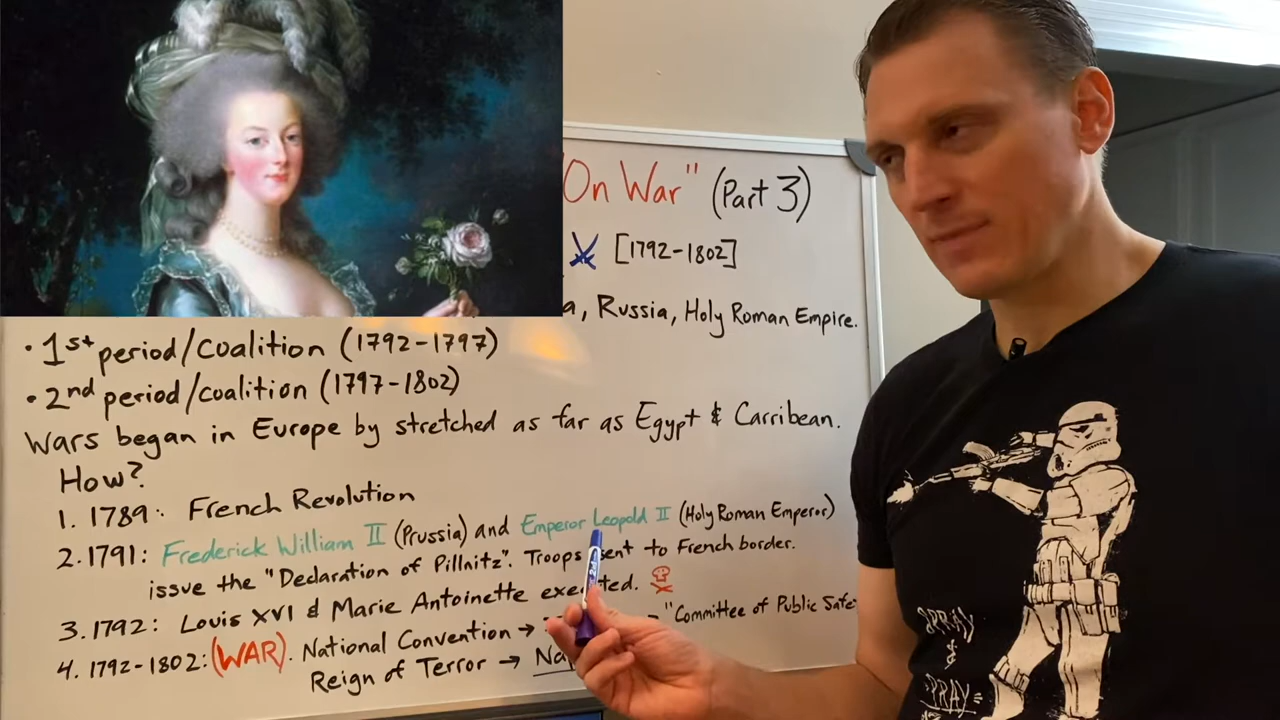 "On War" (Part 3)
[1792-1802]
a, Russia, Holy Roman Empire.
• 1st period/coalition (1792-1797)
• 2nd period/coalition (1797-1802)
Wars began in Europe by stretched as far as Egypt & Carribean.
How?
1. 1789: French Revolution
2. 1791: Frederick William II (Prussia) and Emperor Leopold II (Holy Roman Emperor)
issue the "Declaration of Pillnitz". Troops sent to French border.
3. 1792: Louis XVI & Marie Antoinette executed.
4. 1792-1802: (WAR). National Convention → "Committee of Public Safe
Reign of Terror → Na
SPRAY
&
PRAY